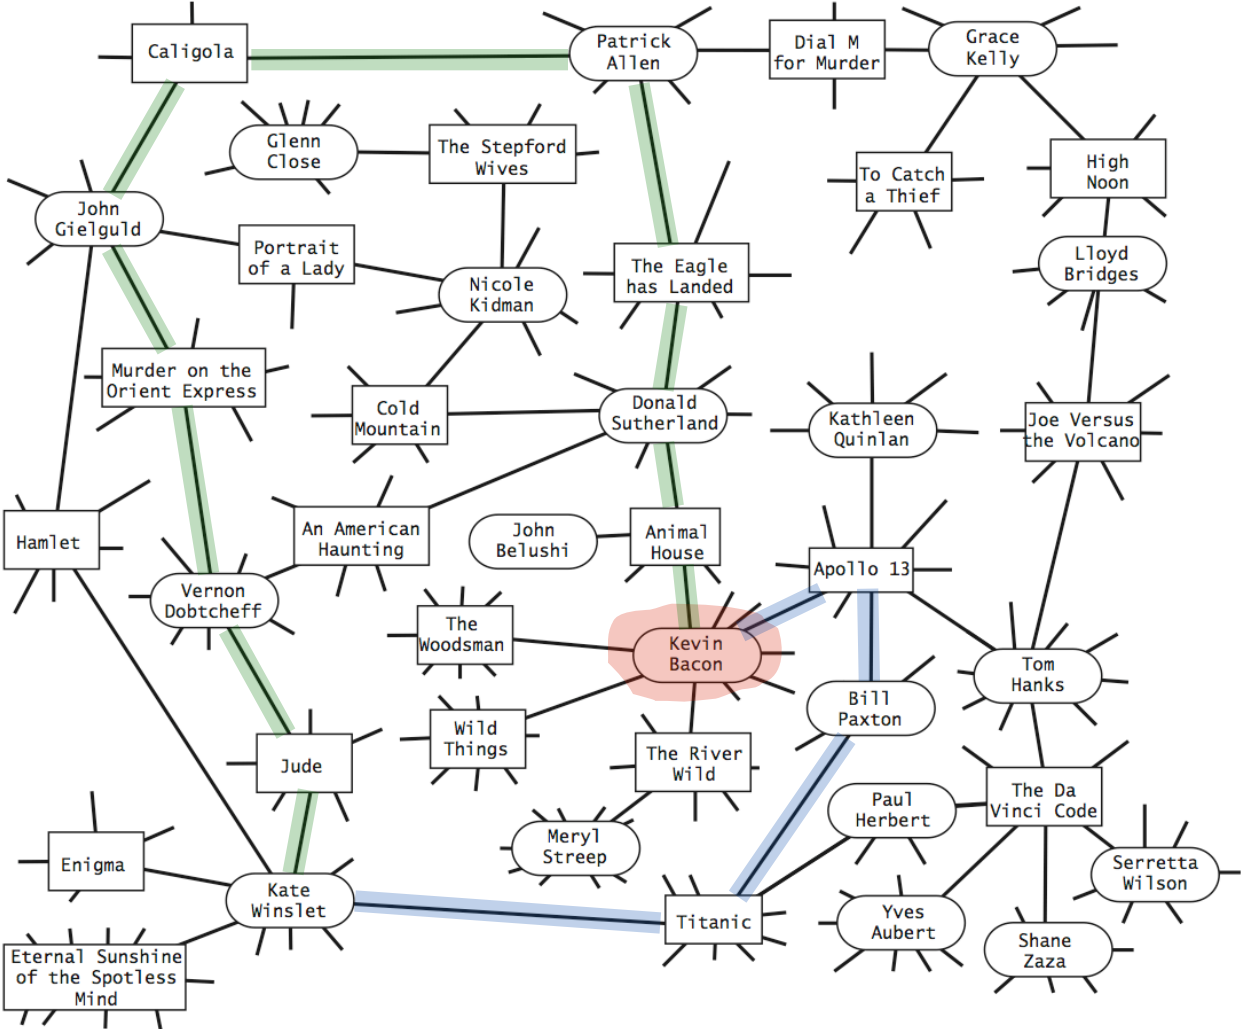 Caligola
Patrick
Allen
Dial M
for Murder
Grace
Kelly
Glenn
Close
The Stepford
Wives
To Catch
a Thief
High
Noon
John
Gielguld
Portrait
of a Lady
Nicole
Kidman
The Eagle
has Landed
Lloyd
Bridges
Murder on the
Orient Express
Cold
Mountain
Donald
Sutherland
Kathleen
Quinlan
Joe Versus
the Volcano
Hamlet
An American
Haunting
John
Belushi
Animal
House
Apollo 13
Vernon
Dobtcheff
The
Woodsman
Kevin
Bacon
Tom
Hanks
Bill
Paxton
Wild
Things
The River
Wild
Jude
Paul
Herbert
The Da
Vinci Code
Meryl
Streep
Enigma
Serretta
Wilson
Kate
Winslet
Titanic
Yves
Aubert
Shane
Zaza
Eternal Sunshine
of the Spotless
Mind